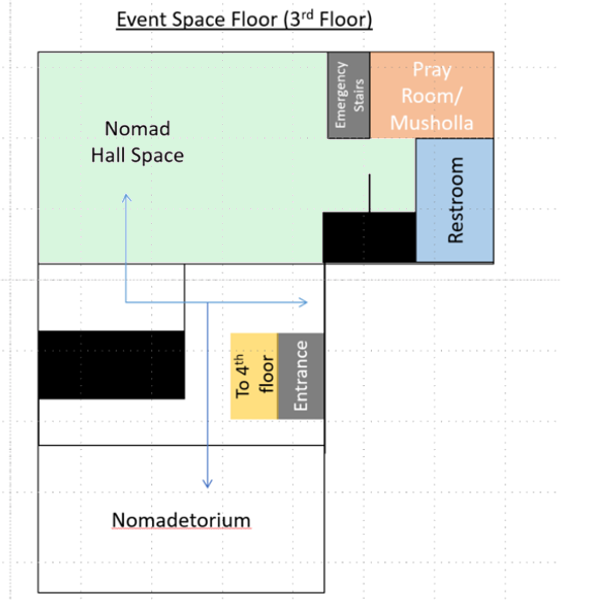 Event Space Floor (3rd Floor)
Emergency
Stairs
Pray
Room/
Musholla
Nomad
Hall Space
Restroom
To 4th
floor
Entrance
Nomadetorium